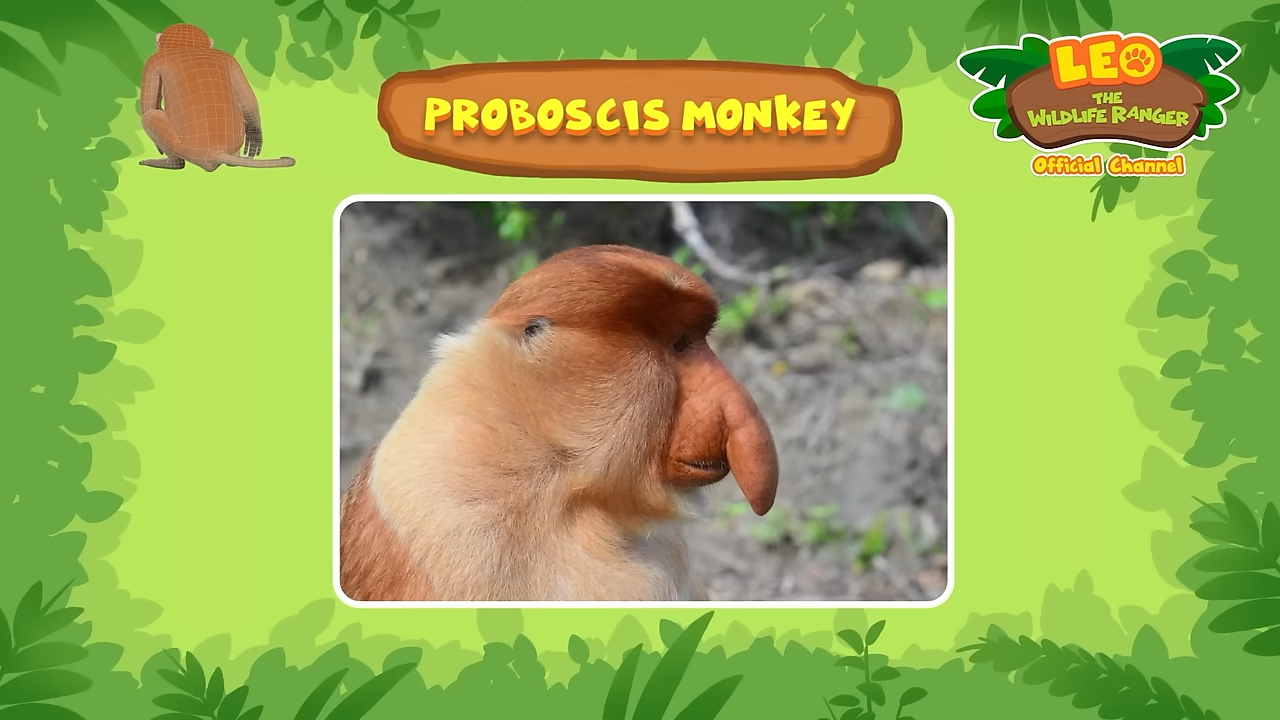 PROBOSCIS MONKEY
LEO
THE
WILDLIFE RANGER
Official Channel